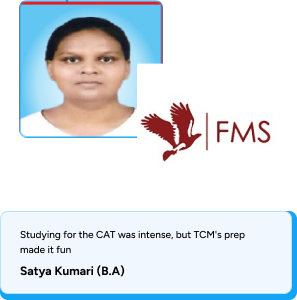 FMS
Studying for the CAT was intense, but TCM's prep
made it fun
Satya Kumari (B.A)